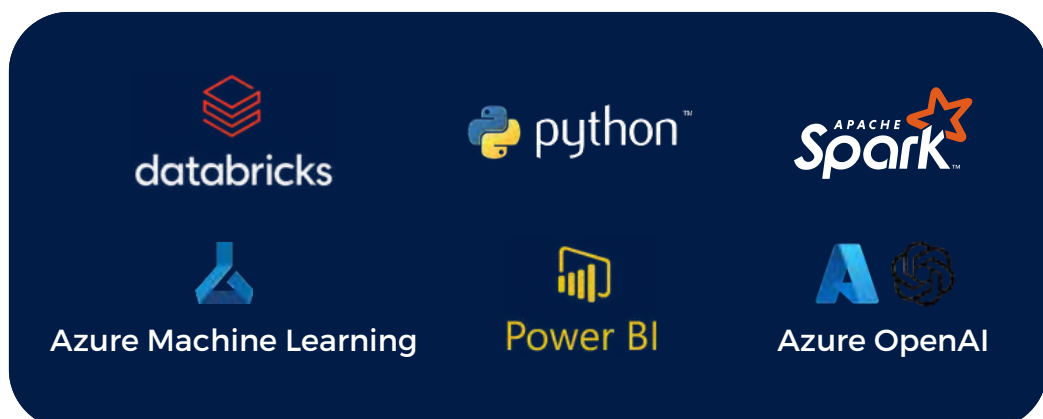 databricks
python™
APACHE
Spark™
Azure Machine Learning
Power BI
Azure OpenAI